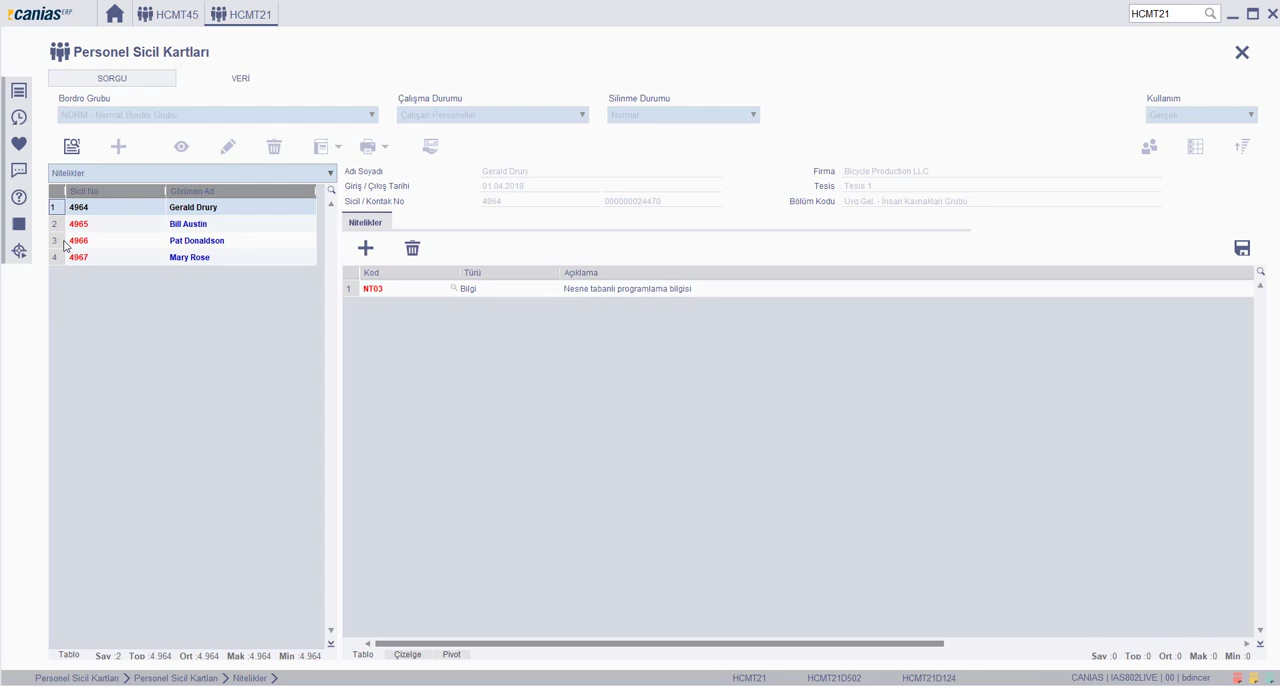 canias ERP
HCMT45
HCMT21
HCMT21
Personel Sicil Kartları
SORGU
VERİ
Bordro Grubu
Çalışma Durumu
Silinme Durumu
Kullanım
NORM - Normal Bordro Grubu
Çalışan Personeller
Normal
Gerçek
Nitelikler
Sicil No
Görünen Ad
1 4964 Gerald Drury
2 4965 Bill Austin
3 4966 Pat Donaldson
4 4967 Mary Rose
Adı Soyadı Gerald Drury
Firma Bicycle Production LLC.
Giriş / Çıkış Tarihi 01.04.2018
Tesis Tesis 1
Sicil / Kontak No 4964 000000024470
Bölüm Kodu Uyg.Gel. - İnsan Kaynakları Grubu
Nitelikler
Kod Türü Açıklama
1 NT03 Bilgi Nesne tabanlı programlama bilgisi
Tablo Say :2 Top :4.964 Ort :4.964 Mak :4.964 Min :4.964
Tablo Çizelge Pivot
Say :0 Top :0 Ort :0 Mak :0 Min :0
Personel Sicil Kartları Personel Sicil Kartları Nitelikler
HCMT21 HCMT21D502 HCMT21D124 CANIAS | IAS802LIVE | 00 | bdincer